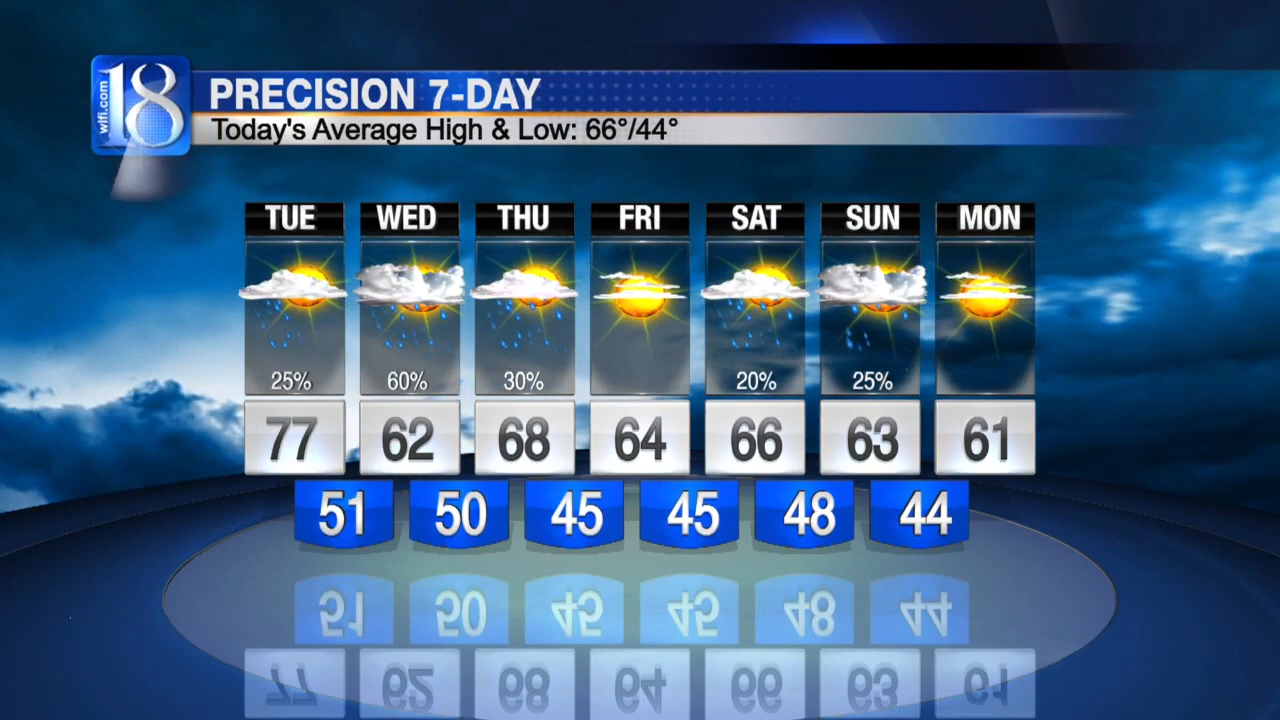 wlfi.com
18
PRECISION 7-DAY
Today's Average High & Low: 66°/44°
TUE WED THU FRI SAT SUN MON
25% 60% 30% 20% 25%
77 62 68 64 66 63 61
51 50 45 45 48 44